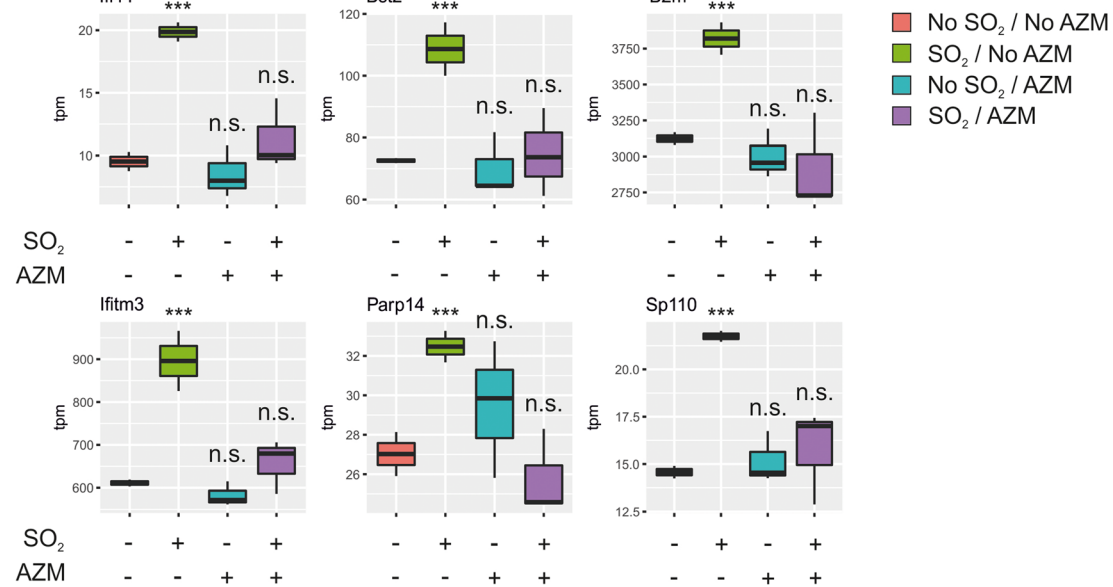 ***
***
***
No SO₂ / No AZM
SO₂ / No AZM
No SO₂ / AZM
SO₂ / AZM
tpm
20
15
10
n.s.
n.s.
tpm
120
100
80
60
n.s.
n.s.
tpm
3750
3500
3250
3000
2750
n.s.
n.s.
SO₂ - + - + - + - + - + - +
AZM - - + + - - + + - - + +
Ifitm3
***
tpm
900
800
700
600
n.s.
n.s.
Parp14
***
n.s.
tpm
32
30
28
26
n.s.
Sp110
***
tpm
20.0
17.5
15.0
12.5
n.s.
n.s.
SO₂ - + - + - + - + - + - +
AZM - - + + - - + + - - + +